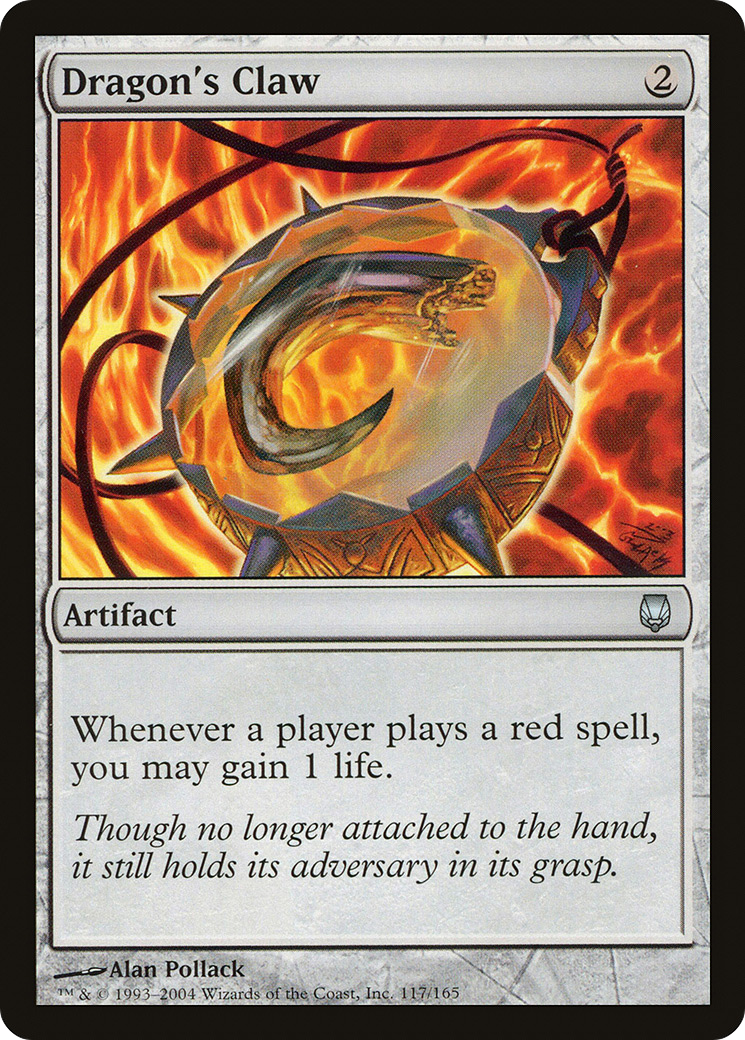 Dragon's Claw 2
Artifact
Whenever a player plays a red spell,
you may gain 1 life.
Though no longer attached to the hand,
it still holds its adversary in its grasp.
Alan Pollack
™ & © 1993–2004 Wizards of the Coast, Inc. 117/165